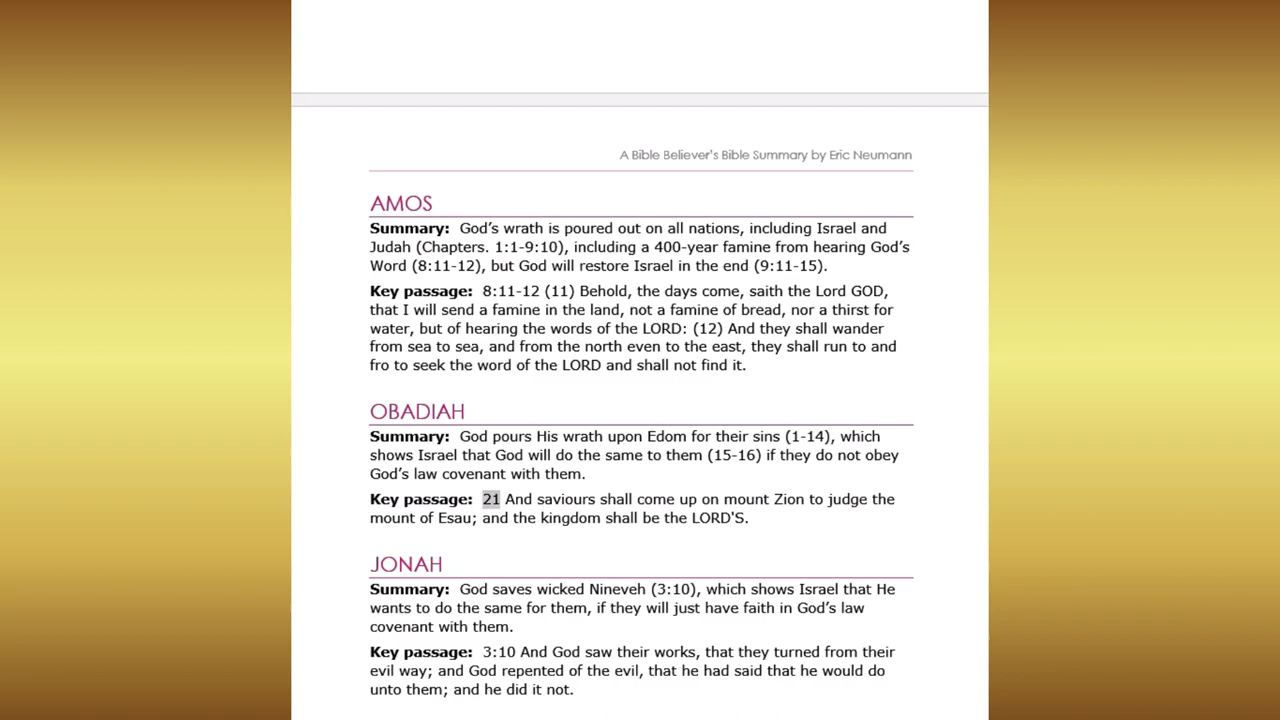 A Bible Believer's Bible Summary by Eric Neumann
AMOS
Summary: God's wrath is poured out on all nations, including Israel and
Judah (Chapters. 1:1-9:10), including a 400-year famine from hearing God's
Word (8:11-12), but God will restore Israel in the end (9:11-15).
Key passage: 8:11-12 (11) Behold, the days come, saith the Lord GOD,
that I will send a famine in the land, not a famine of bread, nor a thirst for
water, but of hearing the words of the LORD: (12) And they shall wander
from sea to sea, and from the north even to the east, they shall run to and
fro to seek the word of the LORD and shall not find it.
OBADIAH
Summary: God pours His wrath upon Edom for their sins (1-14), which
shows Israel that God will do the same to them (15-16) if they do not obey
God's law covenant with them.
Key passage: 21 And saviours shall come up on mount Zion to judge the
mount of Esau; and the kingdom shall be the LORD'S.
JONAH
Summary: God saves wicked Nineveh (3:10), which shows Israel that He
wants to do the same for them, if they will just have faith in God's law
covenant with them.
Key passage: 3:10 And God saw their works, that they turned from their
evil way; and God repented of the evil, that he had said that he would do
unto them; and he did it not.